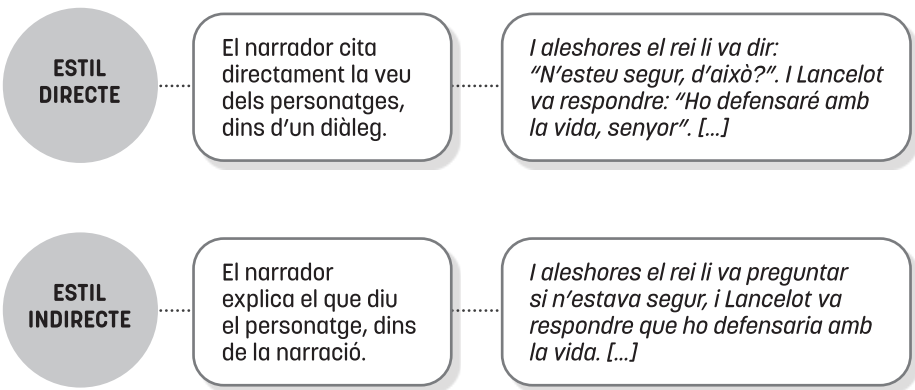 ESTIL
DIRECTE
El narrador cita
directament la veu
dels personatges,
dins d'un diàleg.
I aleshores el rei li va dir:
“N'esteu segur, d'això?”. I Lancelot
va respondre: “Ho defensaré amb
la vida, senyor”. [...]
ESTIL
INDIRECTE
El narrador
explica el que diu
el personatge, dins
de la narració.
I aleshores el rei li va preguntar
si n'estava segur, i Lancelot va
respondre que ho defensaria amb
la vida. [...]